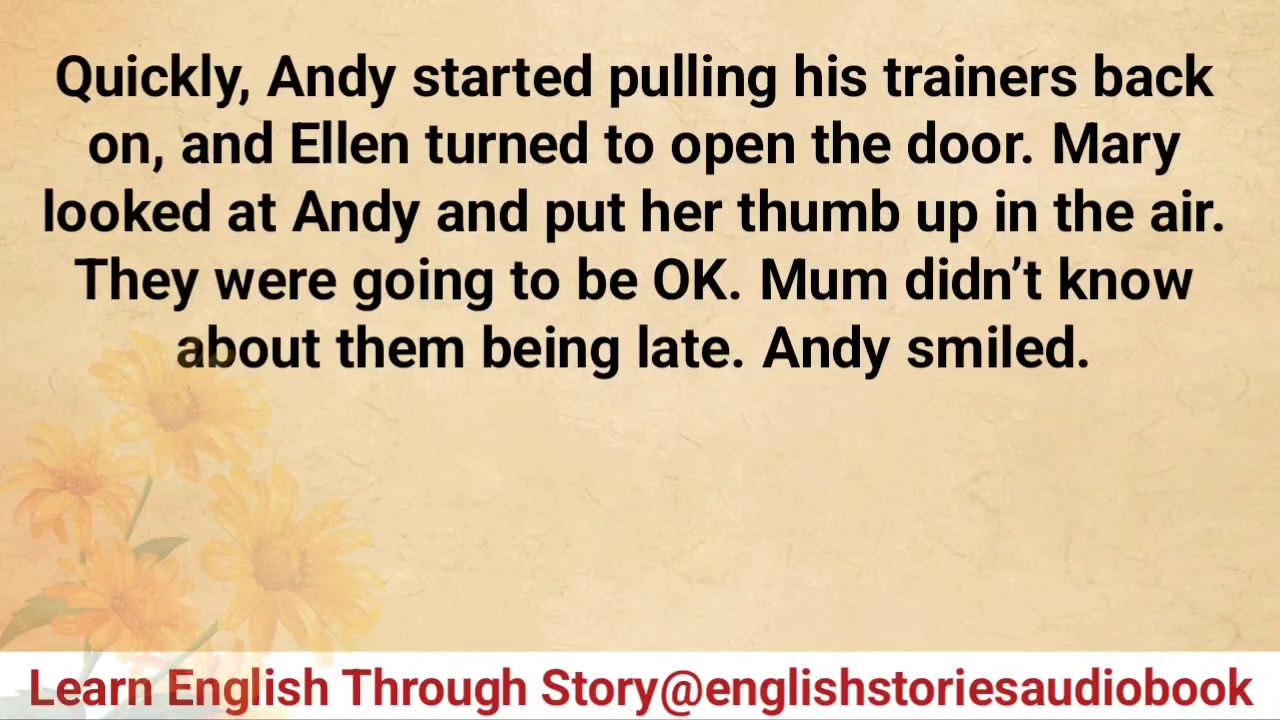 Quickly, Andy started pulling his trainers back
on, and Ellen turned to open the door. Mary
looked at Andy and put her thumb up in the air.
They were going to be OK. Mum didn’t know
about them being late. Andy smiled.
Learn English Through Story@englishstoriesaudiobook